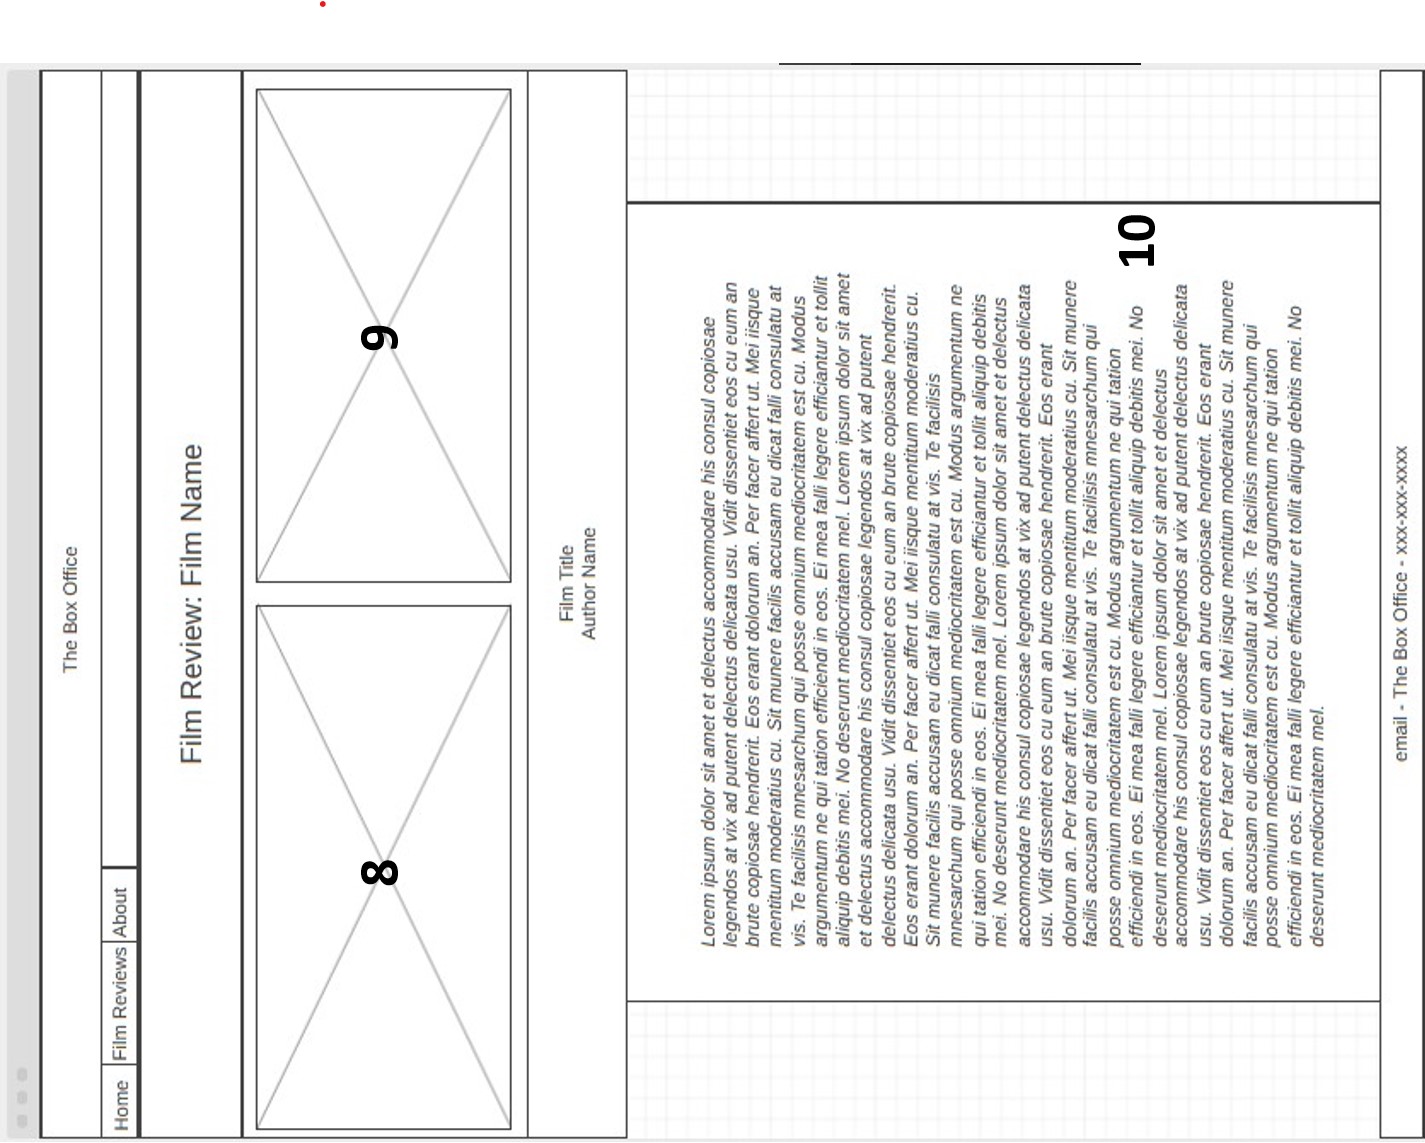 The Box Office
Home Film Reviews About
Film Review: Film Name
8 9
Film Title
Author Name
Lorem ipsum dolor sit amet et delectus accommodare his consul copiosae
legendos at vix ad putent delectus delicata usu. Vidit dissentiet eos cu eum an
brute copiosae hendrerit. Eos erant dolorum an. Per facer affert ut. Mei iisque
mentitum moderatius cu. Sit munere facilis accusam eu dicat falli consulatu at
vis. Te facilisis mnesarchum qui posse omnium mediocritatem est cu. Modus
argumentum ne qui tation efficiendi in eos. Ei mea falli legere efficiantur et tollit
aliquip debitis mei. No deserunt mediocritatem mel. Lorem ipsum dolor sit amet
et delectus accommodare his consul copiosae legendos at vix ad putent
delectus delicata usu. Vidit dissentiet eos cu eum an brute copiosae hendrerit.
Eos erant dolorum an. Per facer affert ut. Mei iisque mentitum moderatius cu.
Sit munere facilis accusam eu dicat falli consulatu at vis. Te facilisis
mnesarchum qui posse omnium mediocritatem est cu. Modus argumentum ne
qui tation efficiendi in eos. Ei mea falli legere efficiantur et tollit aliquip debitis
mei. No deserunt mediocritatem mel. Lorem ipsum dolor sit amet et delectus
accommodare his consul copiosae legendos at vix ad putent delectus delicata
usu. Vidit dissentiet eos cu eum an brute copiosae hendrerit. Eos erant
dolorum an. Per facer affert ut. Mei iisque mentitum moderatius cu. Sit munere
facilis accusam eu dicat falli consulatu at vis. Te facilisis mnesarchum qui
posse omnium mediocritatem est cu. Modus argumentum ne qui tation
efficiendi in eos. Ei mea falli legere efficiantur et tollit aliquip debitis mei. No
deserunt mediocritatem mel. Lorem ipsum dolor sit amet et delectus
accommodare his consul copiosae legendos at vix ad putent delectus delicata
usu. Vidit dissentiet eos cu eum an brute copiosae hendrerit. Eos erant
dolorum an. Per facer affert ut. Mei iisque mentitum moderatius cu. Sit munere
facilis accusam eu dicat falli consulatu at vis. Te facilisis mnesarchum qui
posse omnium mediocritatem est cu. Modus argumentum ne qui tation
efficiendi in eos. Ei mea falli legere efficiantur et tollit aliquip debitis mei. No
deserunt mediocritatem mel.
10
email - The Box Office - xxx-xxx-xxxx